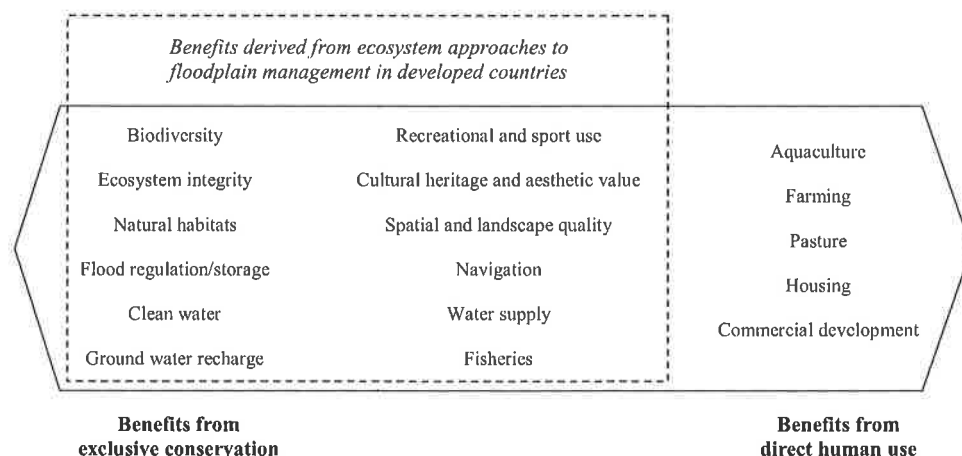 Benefits derived from ecosystem approaches to
floodplain management in developed countries
Biodiversity
Ecosystem integrity
Natural habitats
Flood regulation/storage
Clean water
Ground water recharge
Recreational and sport use
Cultural heritage and aesthetic value
Spatial and landscape quality
Navigation
Water supply
Fisheries
Aquaculture
Farming
Pasture
Housing
Commercial development
Benefits from
exclusive conservation
Benefits from
direct human use